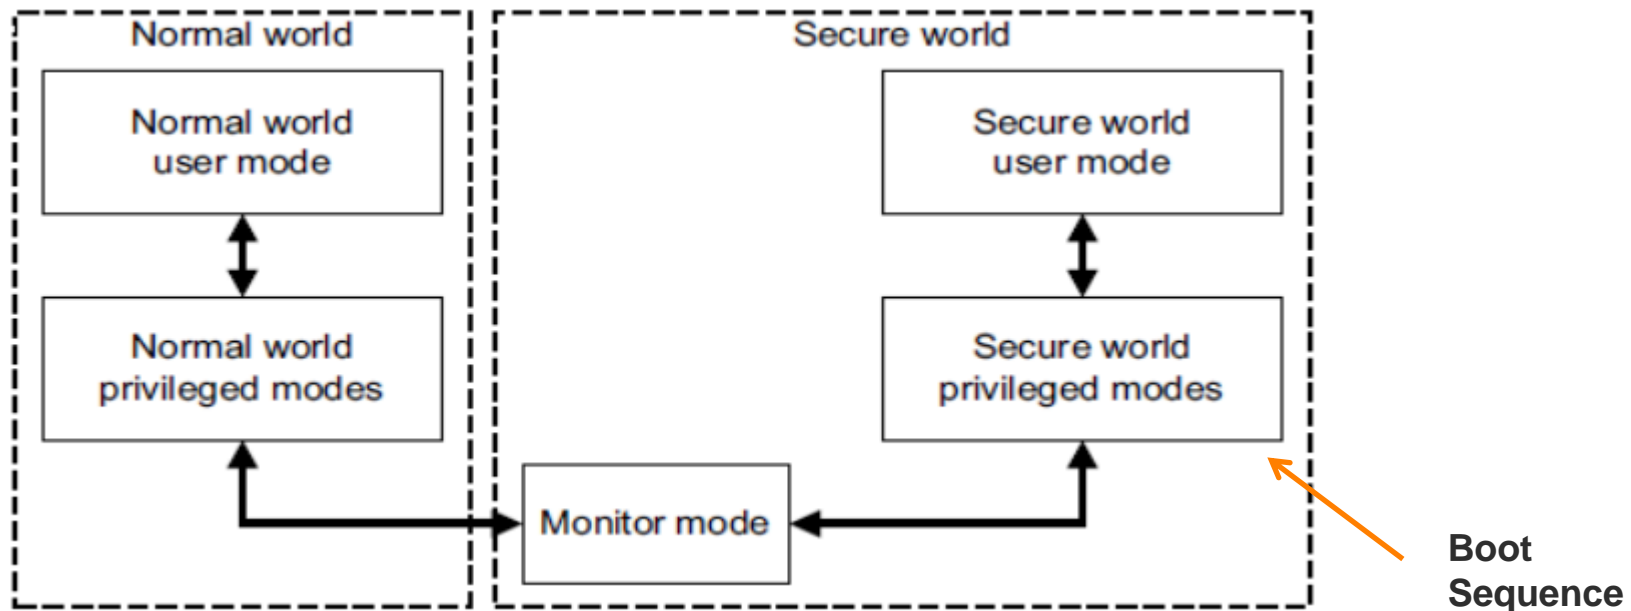 Normal world
Secure world
Normal world
user mode
Secure world
user mode
Normal world
privileged modes
Secure world
privileged modes
Monitor mode
Boot
Sequence